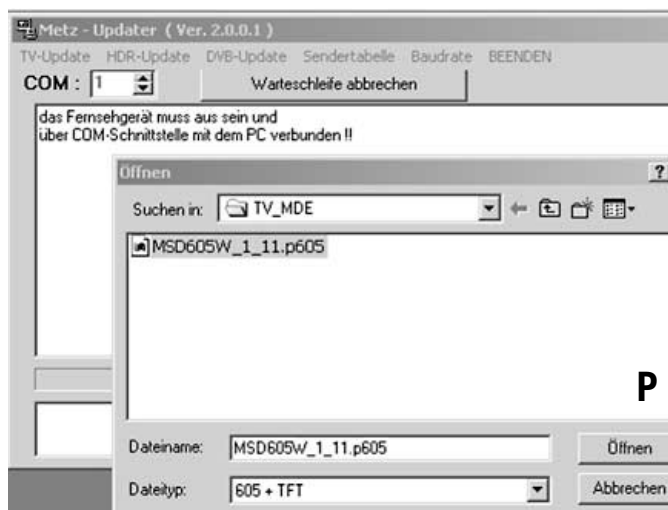 Metz - Updater ( Ver. 2.0.0.1 )
TV-Update HDR-Update DVB-Update Sendertabelle Baudrate BEENDEN
COM : 1 Warteschleife abbrechen
das Fernsehgerät muss aus sein und
über COM-Schnittstelle mit dem PC verbunden !!
Öffnen ?
Suchen in: TV_MDE
MSD605W_1_11.p605
P
Dateiname: MSD605W_1_11.p605 Öffnen
Dateityp: 605 + TFT Abbrechen